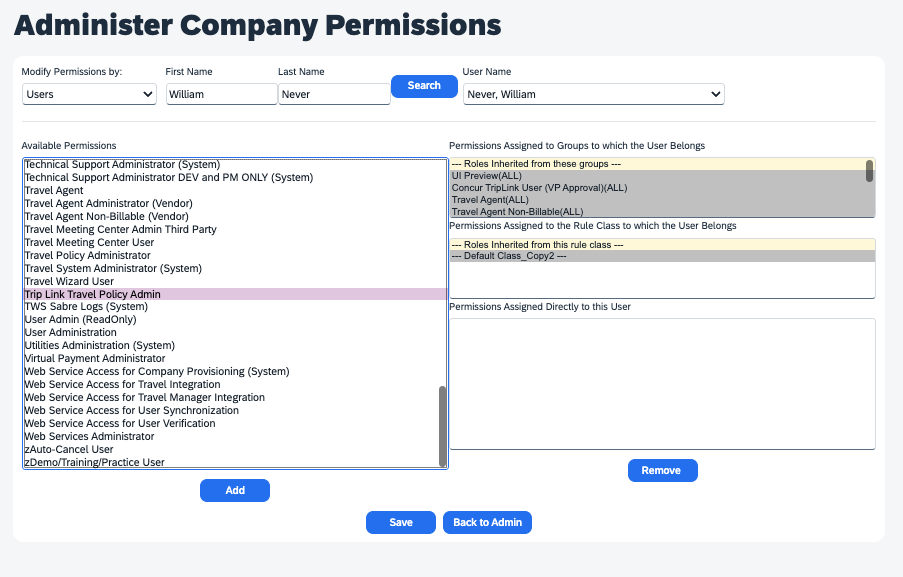 Administer Company Permissions
Modify Permissions by:
First Name
Last Name
User Name
Users
William
Never
Search
Never, William
Available Permissions
Technical Support Administrator (System)
Technical Support Administrator DEV and PM ONLY (System)
Travel Agent
Travel Agent Administrator (Vendor)
Travel Agent Non-Billable (Vendor)
Travel Meeting Center Admin Third Party
Travel Meeting Center User
Travel Policy Administrator
Travel System Administrator (System)
Travel Wizard User
Trip Link Travel Policy Admin
TWS Sabre Logs (System)
User Admin (ReadOnly)
User Administration
Utilities Administration (System)
Virtual Payment Administrator
Web Service Access for Company Provisioning (System)
Web Service Access for Travel Integration
Web Service Access for Travel Manager Integration
Web Service Access for User Synchronization
Web Service Access for User Verification
Web Services Administrator
zAuto-Cancel User
zDemo/Training/Practice User
Add
Permissions Assigned to Groups to which the User Belongs
--- Roles Inherited from these groups ---
UI Preview(ALL)
Concur TripLink User (VP Approval)(ALL)
Travel Agent(ALL)
Travel Agent Non-Billable(ALL)
Permissions Assigned to the Rule Class to which the User Belongs
--- Roles Inherited from this rule class ---
--- Default Class_Copy2 ---
Permissions Assigned Directly to this User
Remove
Save
Back to Admin